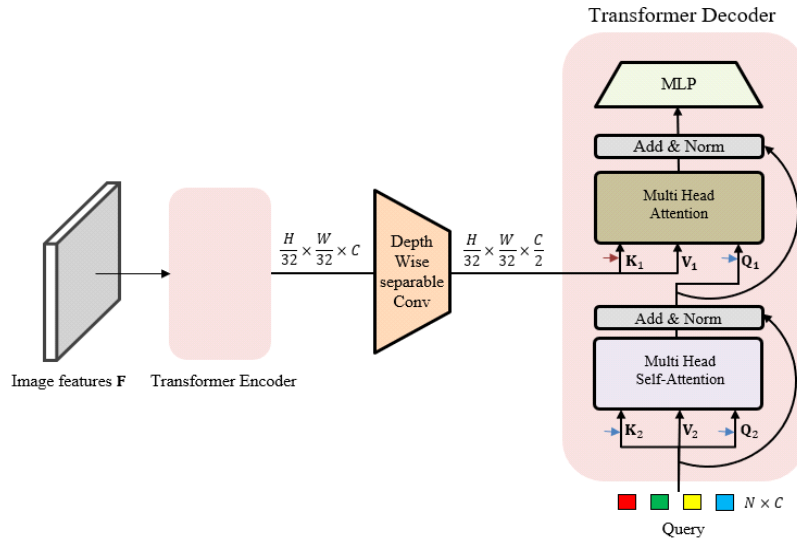 Transformer Decoder
MLP
Add & Norm
Multi Head
Attention
K₁
V₁
Q₁
Add & Norm
Multi Head
Self-Attention
K₂
V₂
Q₂
N × C
Query
H/32 × W/32 × C
Depth
Wise
separable
Conv
H/32 × W/32 × C/2
Image features F
Transformer Encoder